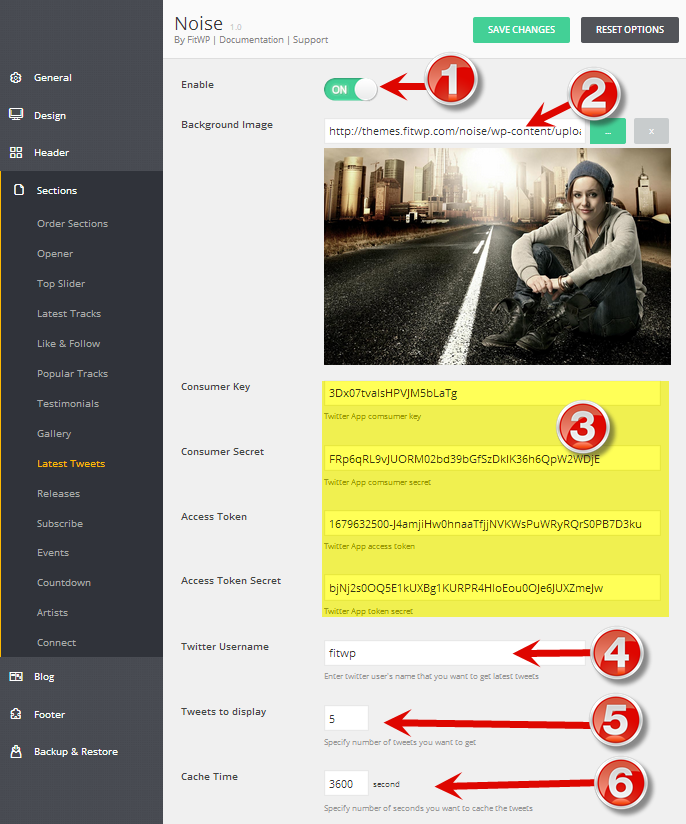 Noise 1.0
By FitWP | Documentation | Support
SAVE CHANGES
RESET OPTIONS
General
Design
Header
Sections
Order Sections
Opener
Top Slider
Latest Tracks
Like & Follow
Popular Tracks
Testimonials
Gallery
Latest Tweets
Releases
Subscribe
Events
Countdown
Artists
Connect
Blog
Footer
Backup & Restore
Enable
ON
1
Background Image
http://themes.fitwp.com/noise/wp-content/uploa
...
x
2
Consumer Key
3Dx07tvalsHPVJM5bLaTg
Twitter App comsumer key
3
Consumer Secret
FRp6qRL9vJUORM02bd39bGfSzDkIK36h6QpW2WDjE
Twitter App comsumer secret
Access Token
1679632500-J4amjiHw0hnaaTfjjNVKWsPuWRyRQrS0PB7D3ku
Twitter App access token
Access Token Secret
bjNj2s0OQ5E1kUXBg1KURPR4HIoEou0OJe6JUXZmeJw
Twitter App token secret
Twitter Username
fitwp
4
Enter twitter user's name that you want to get latest tweets
Tweets to display
5
5
Specify number of tweets you want to get
Cache Time
3600 second
6
Specify number of seconds you want to cache the tweets